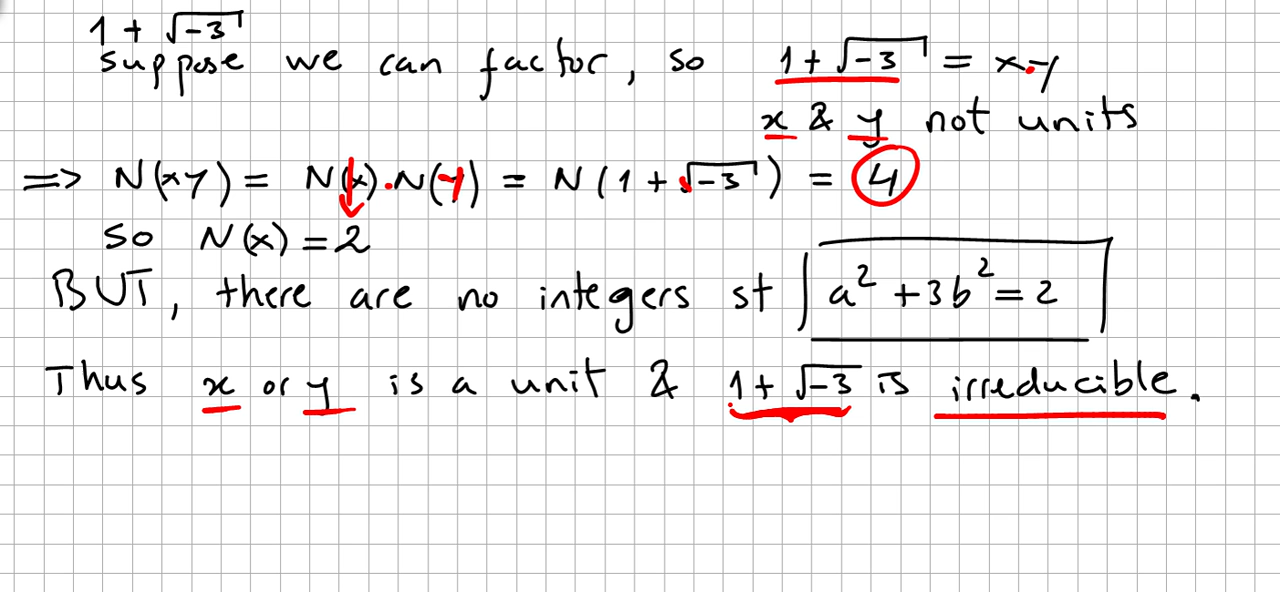 1 + √-3
suppose we can factor, so 1 + √-3 = x·y
x & y not units
=> N(xy) = N(x)·N(y) = N(1 + √-3) = 4
so N(x) = 2
BUT, there are no integers st a² + 3b² = 2
Thus x or y is a unit & 1 + √-3 is irreducible.